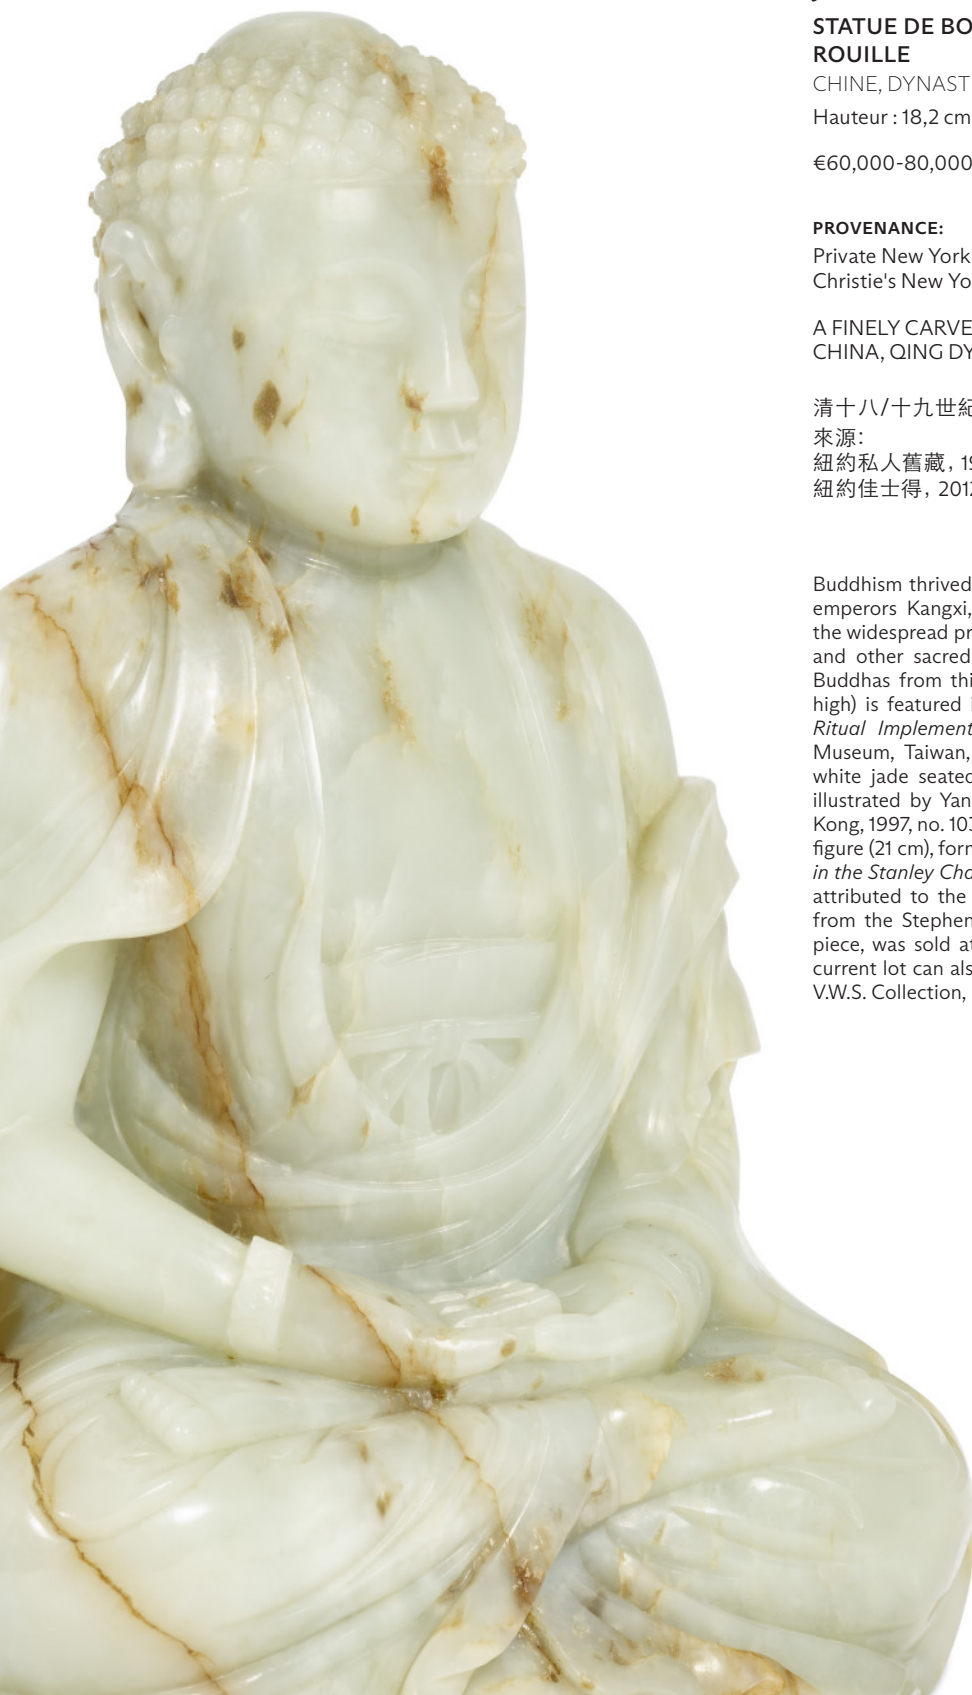 STATUE DE BO
ROUILLE
CHINE, DYNAST
Hauteur : 18,2 cm
€60,000-80,000
PROVENANCE:
Private New York
Christie's New Yo
A FINELY CARVE
CHINA, QING DY
清十八/十九世紀
來源：
紐約私人舊藏，19
紐約佳士得，2012
Buddhism thrived
emperors Kangxi,
the widespread pr
and other sacred
Buddhas from thi
high) is featured i
Ritual Implement
Museum, Taiwan,
white jade seated
illustrated by Yan
Kong, 1997, no. 103
figure (21 cm), form
in the Stanley Cha
attributed to the
from the Stephen
piece, was sold at
current lot can als
V.W.S. Collection,